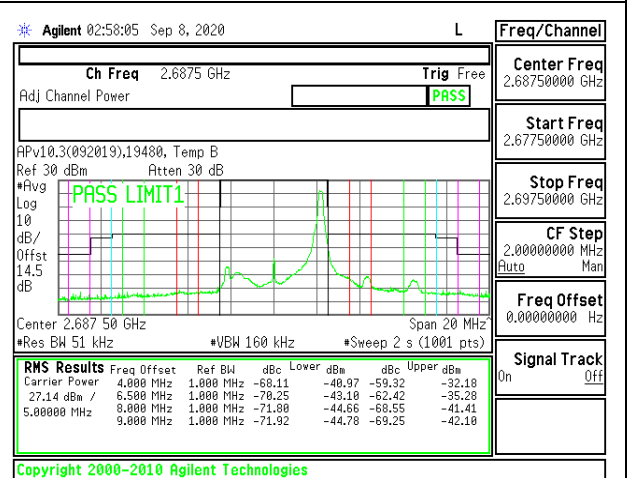 Agilent 02:58:05 Sep 8, 2020 L
Freq/Channel
Ch Freq 2.6875 GHz Trig Free
Adj Channel Power PASS
Center Freq
2.68750000 GHz
Start Freq
2.67750000 GHz
Stop Freq
2.69750000 GHz
CF Step
2.00000000 MHz
Auto Man
Freq Offset
0.00000000 Hz
Signal Track
On Off
APv10.3(092019),19480, Temp B
Ref 30 dBm Atten 30 dB
#Avg
Log
10
dB/
Offst
14.5
dB
PASS LIMIT1
Center 2.687 50 GHz Span 20 MHz
#Res BW 51 kHz #VBW 160 kHz #Sweep 2 s (1001 pts)
RMS Results Freq Offset Ref BW dBc Lower dBm dBc Upper dBm
Carrier Power 4.000 MHz 1.000 MHz -68.11 -40.97 -59.32 -32.18
27.14 dBm / 6.500 MHz 1.000 MHz -70.25 -43.10 -62.42 -35.28
5.00000 MHz 8.000 MHz 1.000 MHz -71.80 -44.66 -68.55 -41.41
9.000 MHz 1.000 MHz -71.92 -44.78 -69.25 -42.10
Copyright 2000-2010 Agilent Technologies